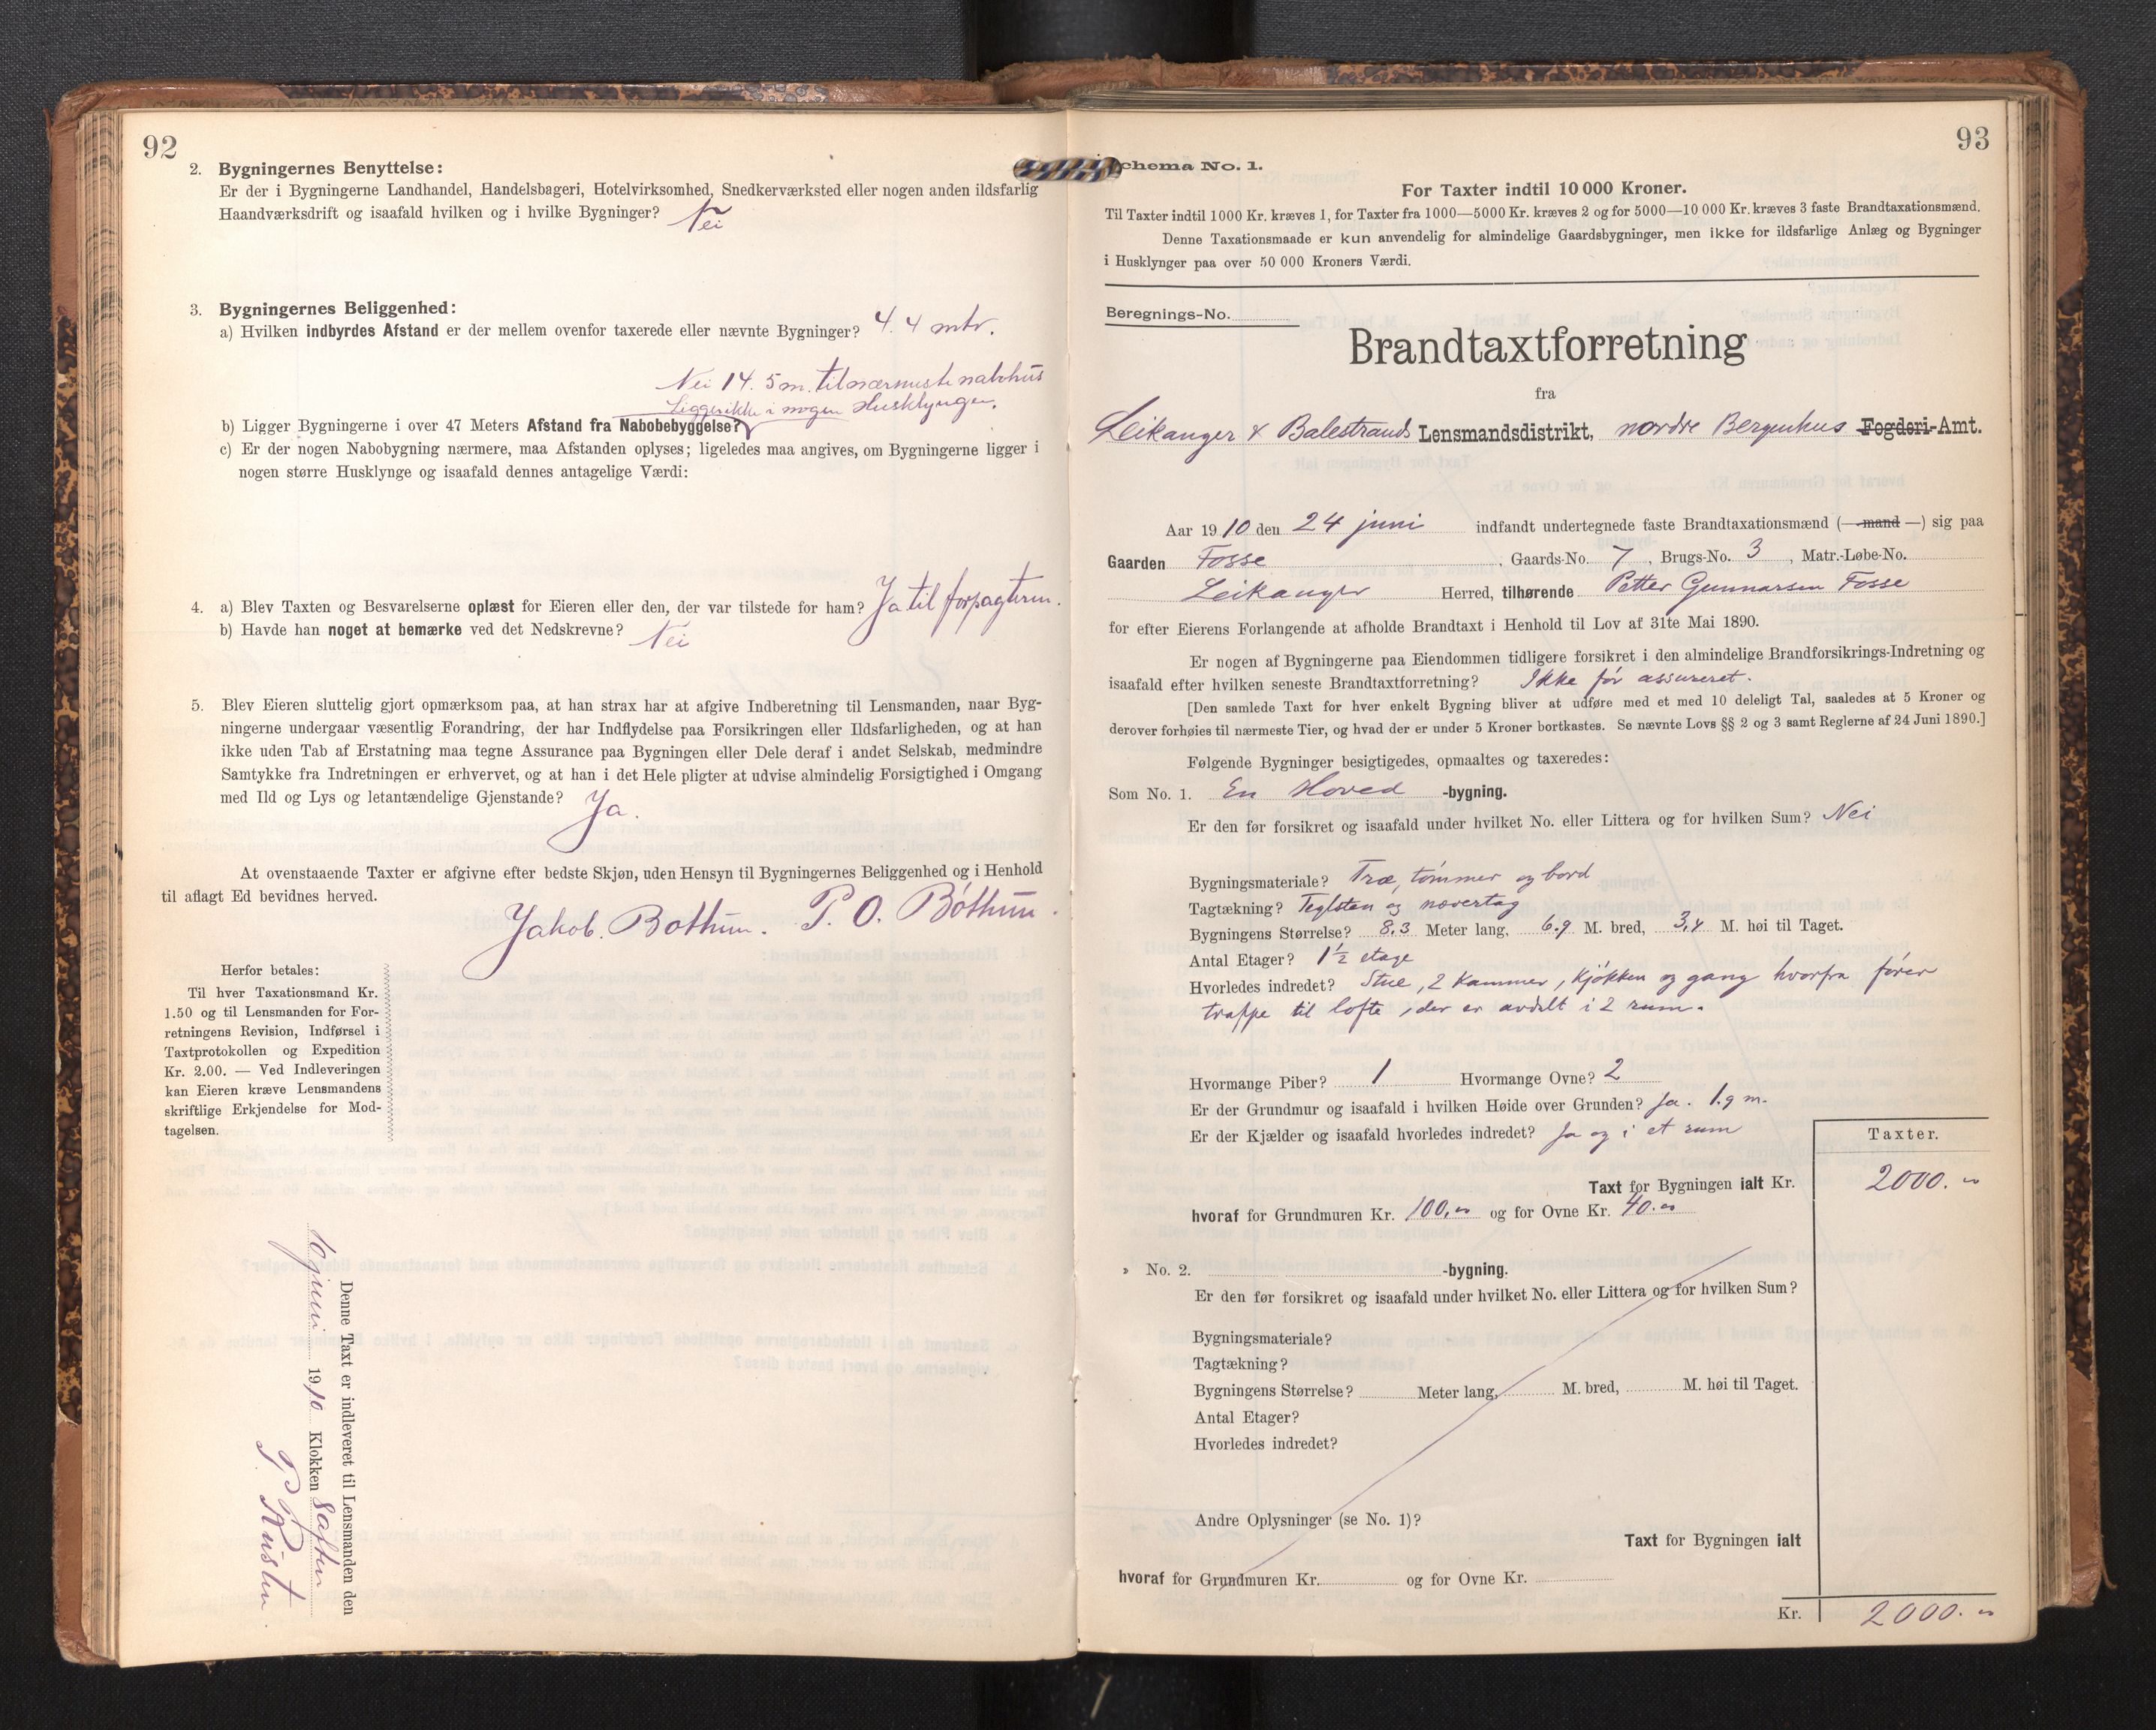 92
2. Bygningernes Benyttelse:
Er der i Bygningerne Landhandel, Handelsbageri, Hotelvirksomhed, Snedkerværksted eller nogen anden ildsfarlig
Haandværksdrift og isaafald hvilken og i hvilke Bygninger? Nei
3. Bygningernes Beliggenhed:
a) Hvilken indbyrdes Afstand er der mellem ovenfor taxerede eller nævnte Bygninger? 4.4 mtr.
Nei 14.5 m. til nærmeste nabohus
Ligger ikke i nogen Husklynge.
b) Ligger Bygningerne i over 47 Meters Afstand fra Nabobebyggelse?
c) Er der nogen Nabobygning nærmere, maa Afstanden oplyses; ligeledes maa angives, om Bygningerne ligger i
nogen større Husklynge og isaafald dennes antagelige Værdi:
4. a) Blev Taxten og Besvarelserne oplæst for Eieren eller den, der var tilstede for ham? Ja til forpagteren.
b) Havde han noget at bemærke ved det Nedskrevne? Nei
5. Blev Eieren sluttelig gjort opmærksom paa, at han strax har at afgive Indberetning til Lensmanden, naar Byg-
ningerne undergaar væsentlig Forandring, der har Indflydelse paa Forsikringen eller Ildsfarligheden, og at han
ikke uden Tab af Erstatning maa tegne Assurance paa Bygningen eller Dele deraf i andet Selskab, medmindre
Samtykke fra Indretningen er erhvervet, og at han i det Hele pligter at udvise almindelig Forsigtighed i Omgang
med Ild og Lys og letantændelige Gjenstande? Ja.
At ovenstaaende Taxter er afgivne efter bedste Skjøn, uden Hensyn til Bygningernes Beliggenhed og i Henhold
til aflagt Ed bevidnes herved.
Jakob. Bothun. P. O. Bóthun.
Herfor betales:
Til hver Taxationsmand Kr.
1.50 og til Lensmanden for For-
retningens Revision, Indførsel i
Taxtprotokollen og Expedition
Kr. 2.00. — Ved Indleveringen
kan Eieren kræve Lensmandens
skriftlige Erkjendelse for Mod-
tagelsen.
Denne Taxt er indleveret til Lensmanden den
juni 1910 Klokken 8 aften
93
Schema No. 1.
For Taxter indtil 10 000 Kroner.
Til Taxter indtil 1000 Kr. kræves 1, for Taxter fra 1000—5000 Kr. kræves 2 og for 5000—10 000 Kr. kræves 3 faste Brandtaxationsmænd.
Denne Taxationsmaade er kun anvendelig for almindelige Gaardsbygninger, men ikke for ildsfarlige Anlæg og Bygninger
i Husklynger paa over 50 000 Kroners Værdi.
Beregnings-No.
Brandtaxtforretning
fra
Leikanger & Balestrands Lensmandsdistrikt, nordre Bergenhus Fogderi-Amt.
Aar 1910 den 24 juni indfandt undertegnede faste Brandtaxationsmænd (— mand —) sig paa
Gaarden Fosse, Gaards-No. 7, Brugs-No. 3, Matr.-Løbe-No.
Leikanger Herred, tilhørende Petter Gunnarsen Fosse
for efter Eierens Forlangende at afholde Brandtaxt i Henhold til Lov af 31te Mai 1890.
Er nogen af Bygningerne paa Eiendommen tidligere forsikret i den almindelige Brandforsikrings-Indretning og
isaafald efter hvilken seneste Brandtaxtforretning? Ikke før assureret.
[Den samlede Taxt for hver enkelt Bygning bliver at udføre med et med 10 deleligt Tal, saaledes at 5 Kroner og
derover forhøies til nærmeste Tier, og hvad der er under 5 Kroner bortkastes. Se nævnte Lovs §§ 2 og 3 samt Reglerne af 24 Juni 1890.]
Følgende Bygninger besigtigedes, opmaaltes og taxeredes:
Som No. 1. En Hoved -bygning.
Er den før forsikret og isaafald under hvilket No. eller Littera og for hvilken Sum? Nei
Bygningsmateriale? Træ, tømmer og bord
Tagtækning? Teglsten og nævertag
Bygningens Størrelse? 8.3 Meter lang, 6.9 M. bred, 3.4 M. høi til Taget.
Antal Etager? 1½ etage
Hvorledes indredet? Stue, 2 kammer, kjøkken og gang hvorfra fører
trappe til lofte, der er avdelt i 2 rum.
Hvormange Piber? 1 Hvormange Ovne? 2
Er der Grundmur og isaafald i hvilken Høide over Grunden? Ja. 1.9 m.
Er der Kjælder og isaafald hvorledes indredet? Ja og i et rum
Taxter.
Taxt for Bygningen ialt Kr. 2000.
hvoraf for Grundmuren Kr. 100, og for Ovne Kr. 40.
» No. 2. -bygning.
Er den før forsikret og isaafald under hvilket No. eller Littera og for hvilken Sum?
Bygningsmateriale?
Tagtækning?
Bygningens Størrelse? Meter lang, M. bred, M. høi til Taget.
Antal Etager?
Hvorledes indredet?
Andre Oplysninger (se No. 1)?
Taxt for Bygningen ialt
hvoraf for Grundmuren Kr. og for Ovne Kr.
Kr. 2000.